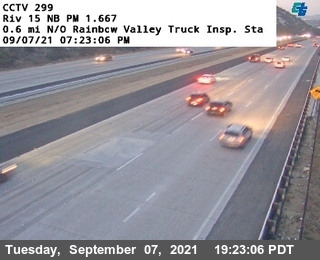 CCTV 299
Riv 15 NB PM 1.667
0.6 mi N/O Rainbow Valley Truck Insp. Sta
09/07/21 07:23:06 PM
Tuesday, September 07, 2021 19:23:06 PDT